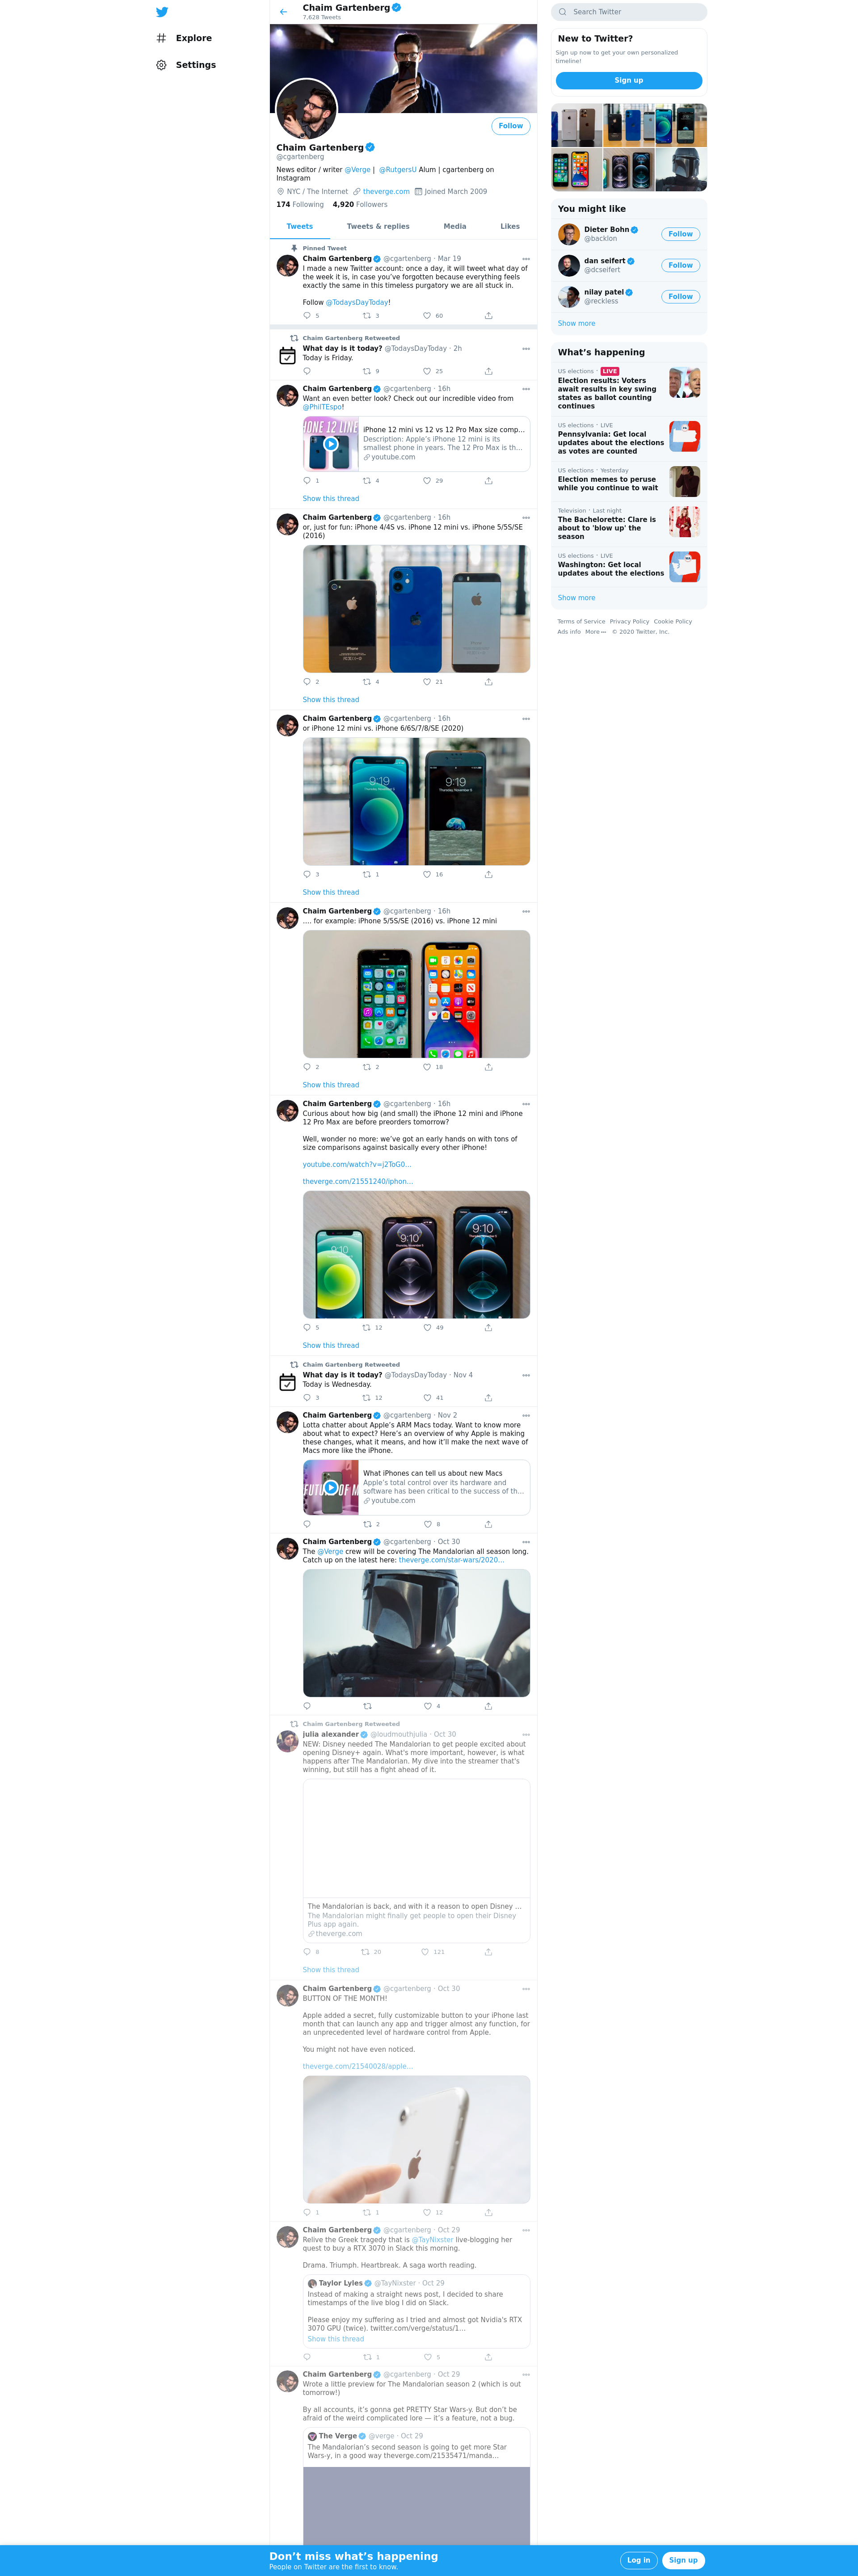 Explore
Settings
Chaim Gartenberg
7,628 Tweets
Follow
Chaim Gartenberg
@cgartenberg
News editor / writer @Verge | @RutgersU Alum | cgartenberg on
Instagram
NYC / The Internet theverge.com Joined March 2009
174 Following 4,920 Followers
Tweets Tweets & replies Media Likes
Pinned Tweet
Chaim Gartenberg @cgartenberg · Mar 19
I made a new Twitter account: once a day, it will tweet what day of
the week it is, in case you've forgotten because everything feels
exactly the same in this timeless purgatory we are all stuck in.
Follow @TodaysDayToday!
5 3 60
Chaim Gartenberg Retweeted
What day is it today? @TodaysDayToday · 2h
Today is Friday.
9 25
Chaim Gartenberg @cgartenberg · 16h
Want an even better look? Check out our incredible video from
@PhilTEspo!
iPhone 12 mini vs 12 vs 12 Pro Max size comp...
Description: Apple's iPhone 12 mini is its
smallest phone in years. The 12 Pro Max is th...
youtube.com
1 4 29
Show this thread
Chaim Gartenberg @cgartenberg · 16h
or, just for fun: iPhone 4/4S vs. iPhone 12 mini vs. iPhone 5/5S/SE
(2016)
2 4 21
Show this thread
Chaim Gartenberg @cgartenberg · 16h
or iPhone 12 mini vs. iPhone 6/6S/7/8/SE (2020)
9:19 9:19
3 1 16
Show this thread
Chaim Gartenberg @cgartenberg · 16h
.... for example: iPhone 5/5S/SE (2016) vs. iPhone 12 mini
2 2 18
Show this thread
Chaim Gartenberg @cgartenberg · 16h
Curious about how big (and small) the iPhone 12 mini and iPhone
12 Pro Max are before preorders tomorrow?
Well, wonder no more: we've got an early hands on with tons of
size comparisons against basically every other iPhone!
youtube.com/watch?v=j2ToG0...
theverge.com/21551240/iphon...
9:10 9:10 9:10
5 12 49
Show this thread
Chaim Gartenberg Retweeted
What day is it today? @TodaysDayToday · Nov 4
Today is Wednesday.
3 12 41
Chaim Gartenberg @cgartenberg · Nov 2
Lotta chatter about Apple's ARM Macs today. Want to know more
about what to expect? Here's an overview of why Apple is making
these changes, what it means, and how it'll make the next wave of
Macs more like the iPhone.
What iPhones can tell us about new Macs
Apple's total control over its hardware and
software has been critical to the success of th...
youtube.com
2 8
Chaim Gartenberg @cgartenberg · Oct 30
The @Verge crew will be covering The Mandalorian all season long.
Catch up on the latest here: theverge.com/star-wars/2020...
4
Chaim Gartenberg Retweeted
julia alexander @loudmouthjulia · Oct 30
NEW: Disney needed The Mandalorian to get people excited about
opening Disney+ again. What's more important, however, is what
happens after The Mandalorian. My dive into the streamer that's
winning, but still has a fight ahead of it.
The Mandalorian is back, and with it a reason to open Disney ...
The Mandalorian might finally get people to open their Disney
Plus app again.
theverge.com
8 20 121
Show this thread
Chaim Gartenberg @cgartenberg · Oct 30
BUTTON OF THE MONTH!
Apple added a secret, fully customizable button to your iPhone last
month that can launch any app and trigger almost any function, for
an unprecedented level of hardware control from Apple.
You might not have even noticed.
theverge.com/21540028/apple...
1 1 12
Chaim Gartenberg @cgartenberg · Oct 29
Relive the Greek tragedy that is @TayNixster live-blogging her
quest to buy a RTX 3070 in Slack this morning.
Drama. Triumph. Heartbreak. A saga worth reading.
Taylor Lyles @TayNixster · Oct 29
Instead of making a straight news post, I decided to share
timestamps of the live blog I did on Slack.
Please enjoy my suffering as I tried and almost got Nvidia's RTX
3070 GPU (twice). twitter.com/verge/status/1...
Show this thread
1 5
Chaim Gartenberg @cgartenberg · Oct 29
Wrote a little preview for The Mandalorian season 2 (which is out
tomorrow!)
By all accounts, it's gonna get PRETTY Star Wars-y. But don't be
afraid of the weird complicated lore — it's a feature, not a bug.
The Verge @verge · Oct 29
The Mandalorian's second season is going to get more Star
Wars-y, in a good way theverge.com/21535471/manda...
Search Twitter
New to Twitter?
Sign up now to get your own personalized
timeline!
Sign up
You might like
Dieter Bohn
@backlon
Follow
dan seifert
@dcseifert
Follow
nilay patel
@reckless
Follow
Show more
What's happening
US elections · LIVE
Election results: Voters
await results in key swing
states as ballot counting
continues
US elections · LIVE
Pennsylvania: Get local
updates about the elections
as votes are counted
US elections · Yesterday
Election memes to peruse
while you continue to wait
Television · Last night
The Bachelorette: Clare is
about to 'blow up' the
season
US elections · LIVE
Washington: Get local
updates about the elections
Show more
Terms of Service Privacy Policy Cookie Policy
Ads info More ••• © 2020 Twitter, Inc.
Don't miss what's happening
People on Twitter are the first to know.
Log in Sign up